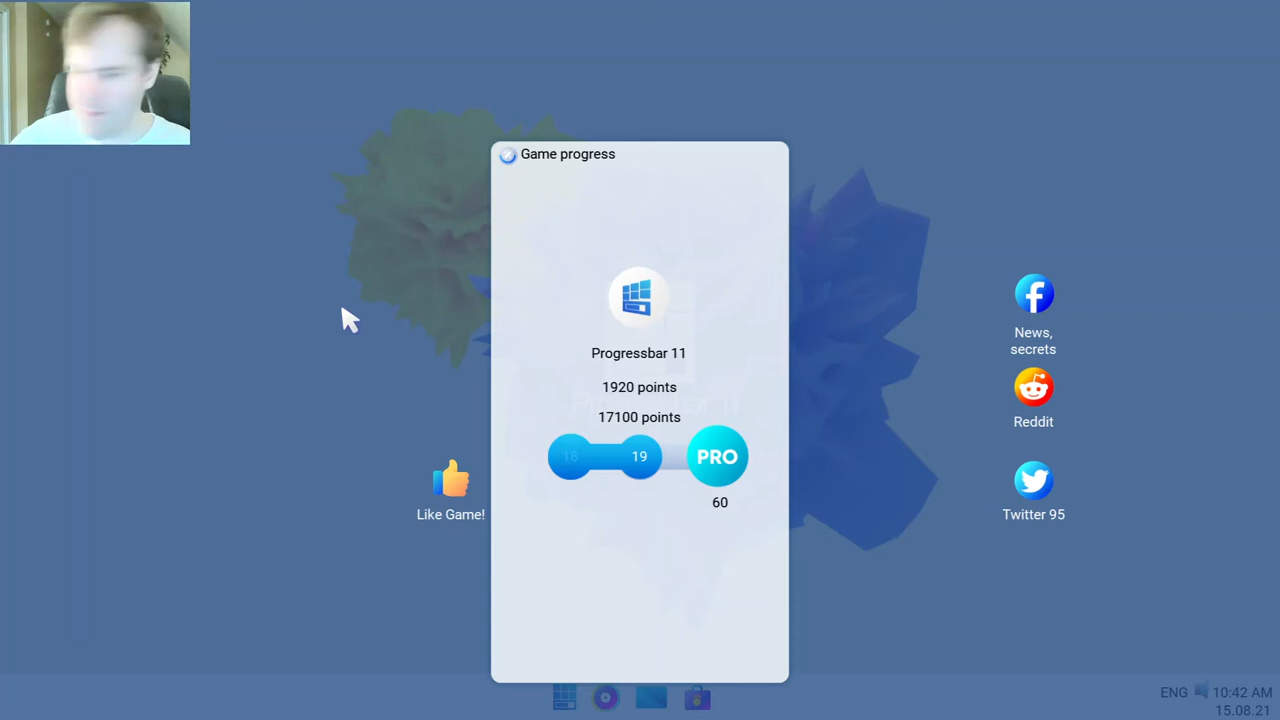 Game progress
Progressbar 11
1920 points
17100 points
18
19
PRO
60
Like Game!
News,
secrets
Reddit
Twitter 95
ENG
10:42 AM
15.08.21